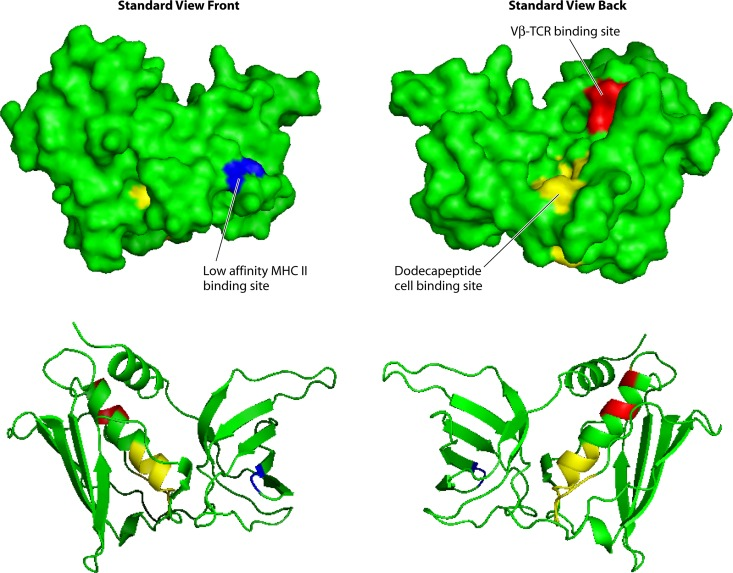 Standard View Front
Standard View Back
Vβ-TCR binding site
Low affinity MHC II
binding site
Dodecapeptide
cell binding site